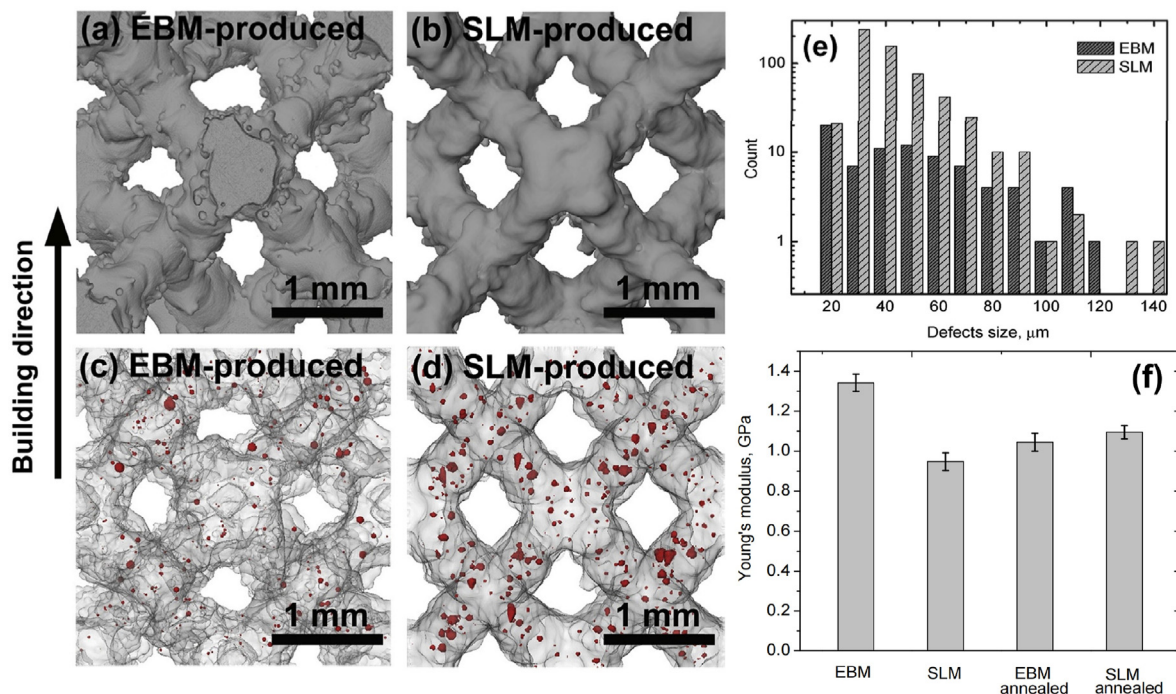 (a) EBM-produced
1 mm
(b) SLM-produced
1 mm
Building direction
(c) EBM-produced
1 mm
(d) SLM-produced
1 mm
(e)
EBM
SLM
Count
100
10
1
20 40 60 80 100 120 140
Defects size, μm
(f)
Young's modulus, GPa
1.4
1.2
1.0
0.8
0.6
0.4
0.2
0.0
EBM SLM EBM SLM
annealed annealed